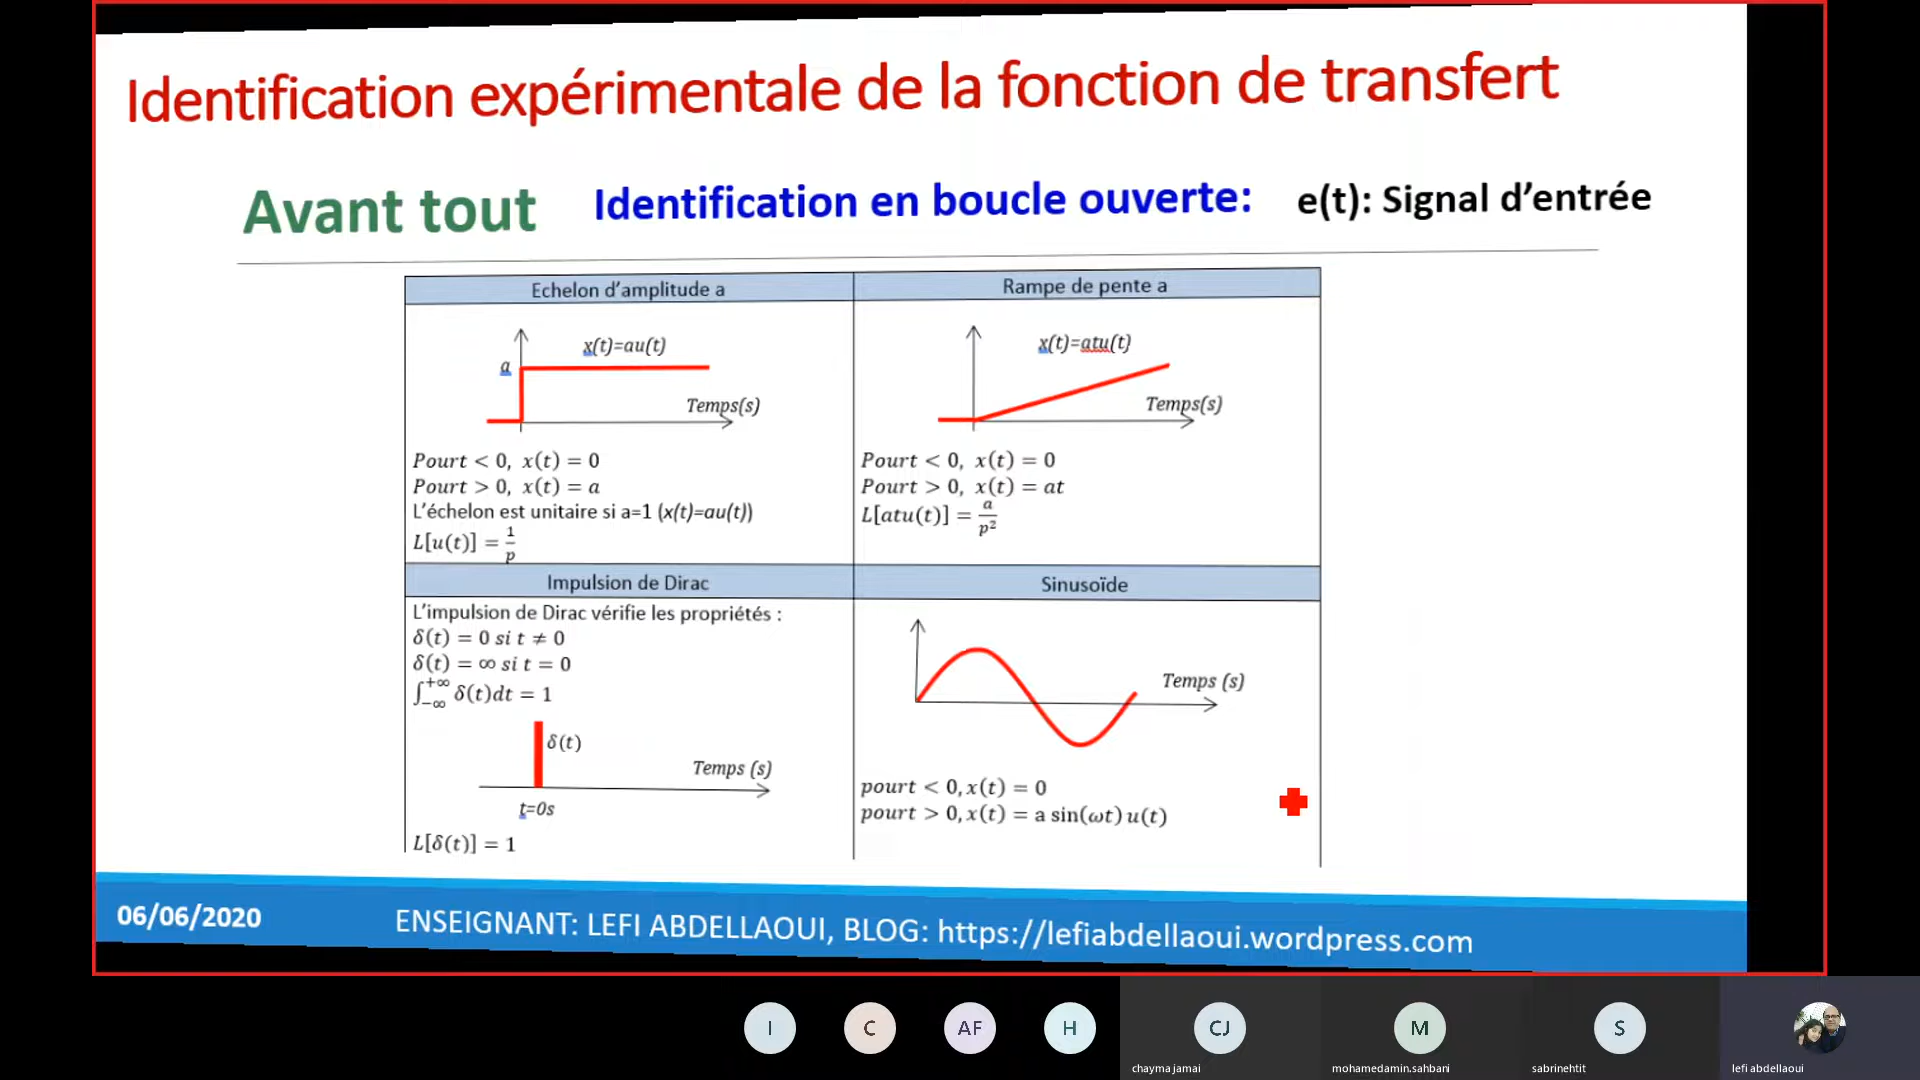 Identification expérimentale de la fonction de transfert
Avant tout
Identification en boucle ouverte:
e(t): Signal d’entrée
Echelon d’amplitude a
x(t)=au(t)
a
Temps(s)
Pourt < 0, x(t) = 0
Pourt > 0, x(t) = a
L’échelon est unitaire si a=1 (x(t)=au(t))
L[u(t)] = 1/p
Rampe de pente a
x(t)=atu(t)
Temps(s)
Pourt < 0, x(t) = 0
Pourt > 0, x(t) = at
L[atu(t)] = a/p²
Impulsion de Dirac
L’impulsion de Dirac vérifie les propriétés :
δ(t) = 0 si t ≠ 0
δ(t) = ∞ si t = 0
∫₋∞⁺∞ δ(t)dt = 1
δ(t)
Temps (s)
t=0s
L[δ(t)] = 1
Sinusoïde
Temps (s)
pourt < 0, x(t) = 0
pourt > 0, x(t) = a sin(ωt) u(t)
06/06/2020
ENSEIGNANT: LEFI ABDELLAOUI, BLOG: https://lefiabdellaoui.wordpress.com
I
C
AF
H
CJ
M
S
chayma jamai
mohamedamin.sahbani
sabrinehtit
lefi abdellaoui